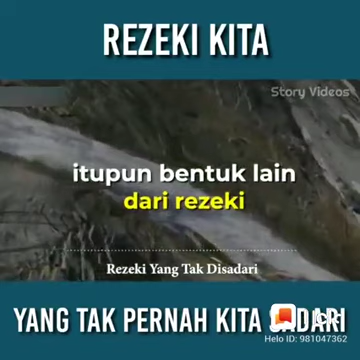 REZEKI KITA
Story Videos
itupun bentuk lain
dari rezeki
Rezeki Yang Tak Disadari
YANG TAK PERNAH KITA SADARI
Helo ID: 981047362